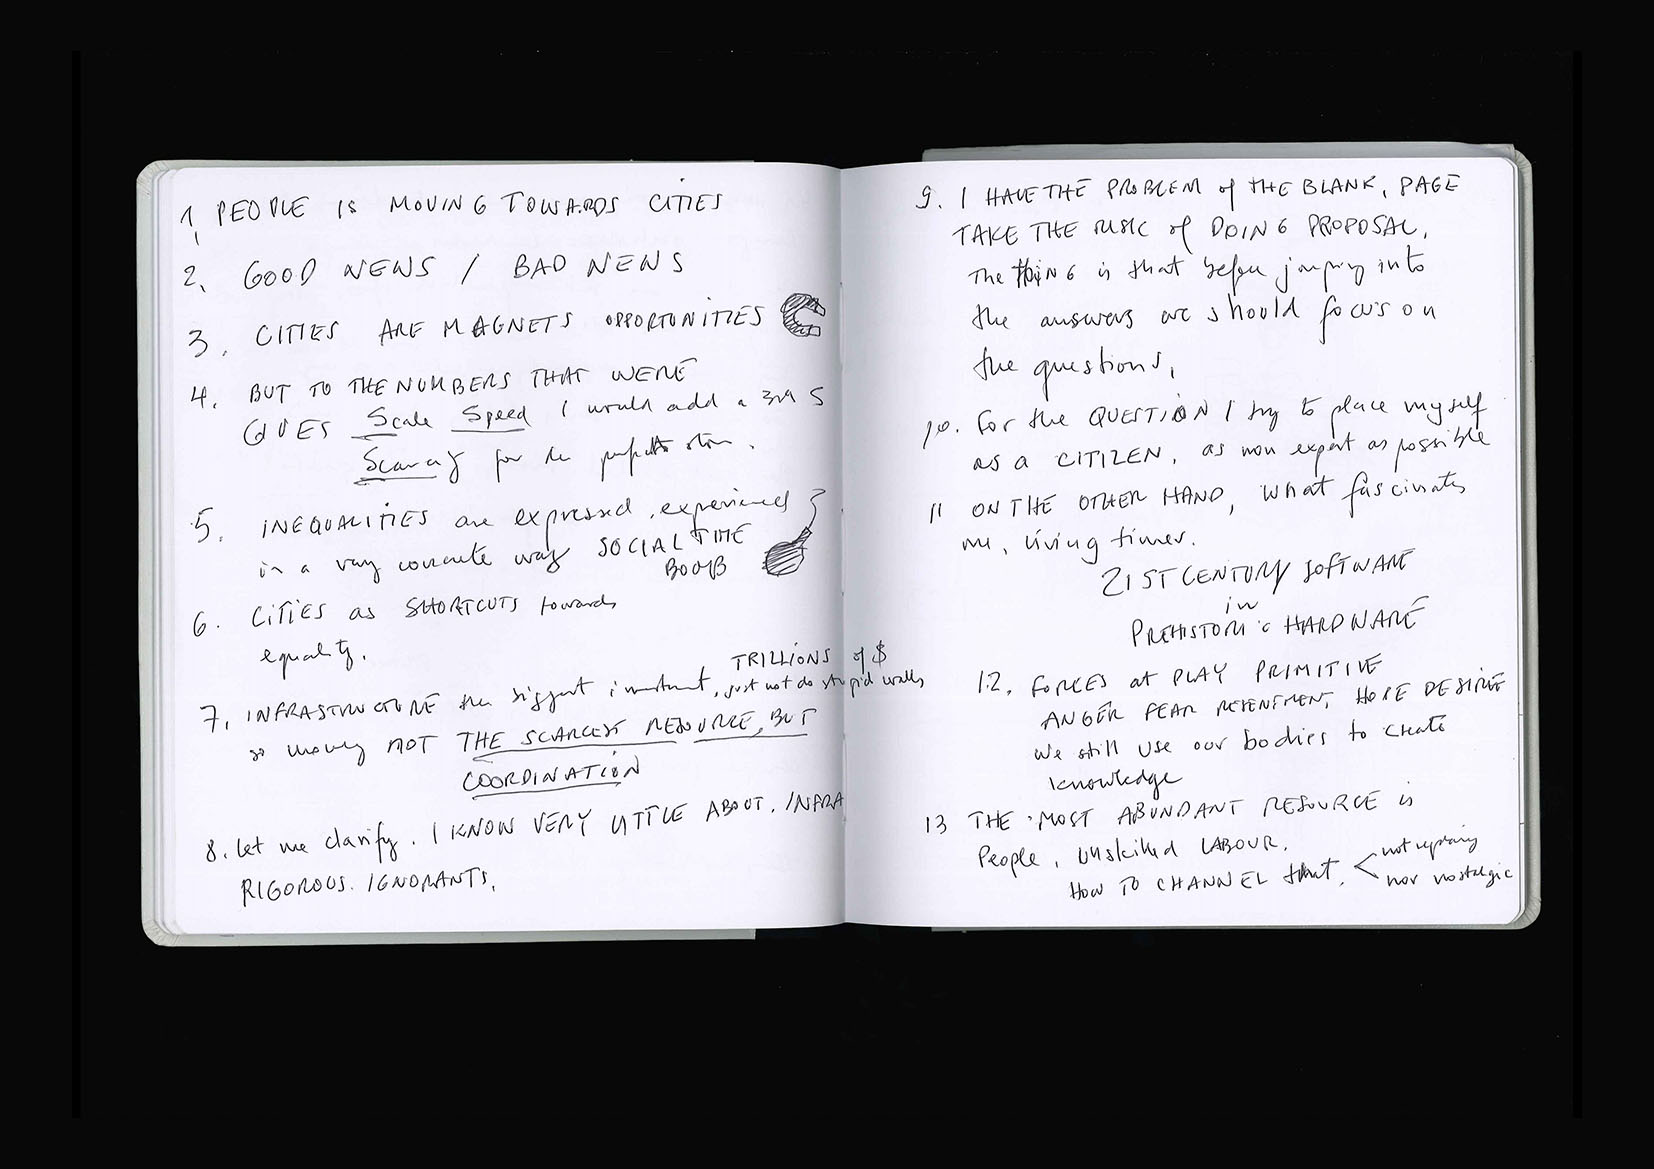 1, PEOPLE IS MOVING TOWARDS CITIES
2, GOOD NEWS / BAD NEWS
3. CITIES ARE MAGNETS OPPORTUNITIES
4. BUT TO THE NUMBERS THAT WERE
GIVES Scale Speed I would add a 3rd S
Scarcity for the perfect storm.
5. INEQUALITIES are expressed, experienced
in a very concrete way SOCIAL TIME
BOMB
6. CITIES as SHORTCUTS towards
equality.
TRILLIONS of $
7, INFRASTRUCTURE the biggest investment, just not do stupid walls
so money NOT THE SCARCEST RESOURCE, BUT
COORDINATION
8. Let me clarify. I KNOW VERY LITTLE ABOUT. INFRA
RIGOROUS. IGNORANTS.
9. I HAVE THE PROBLEM of THE BLANK, PAGE
TAKE THE RISK of DOING PROPOSAL,
The THING is that before jumping into
the answers we should focus on
the questions,
10. For the QUESTION I try to place myself
as a CITIZEN, as non expert as possible
11 ON THE OTHER HAND, what fascinates
me, living times.
21ST CENTURY SOFTWARE
in
PREHISTORIC HARDWARE
12. FORCES at PLAY PRIMITIVE
ANGER FEAR RESENTMENT, HOPE DESIRE
we still use our bodies to create
knowledge
13 THE MOST ABUNDANT RESOURCE is
People, Unskilled LABOUR.
HOW TO CHANNEL that. < not
nor nostalgic